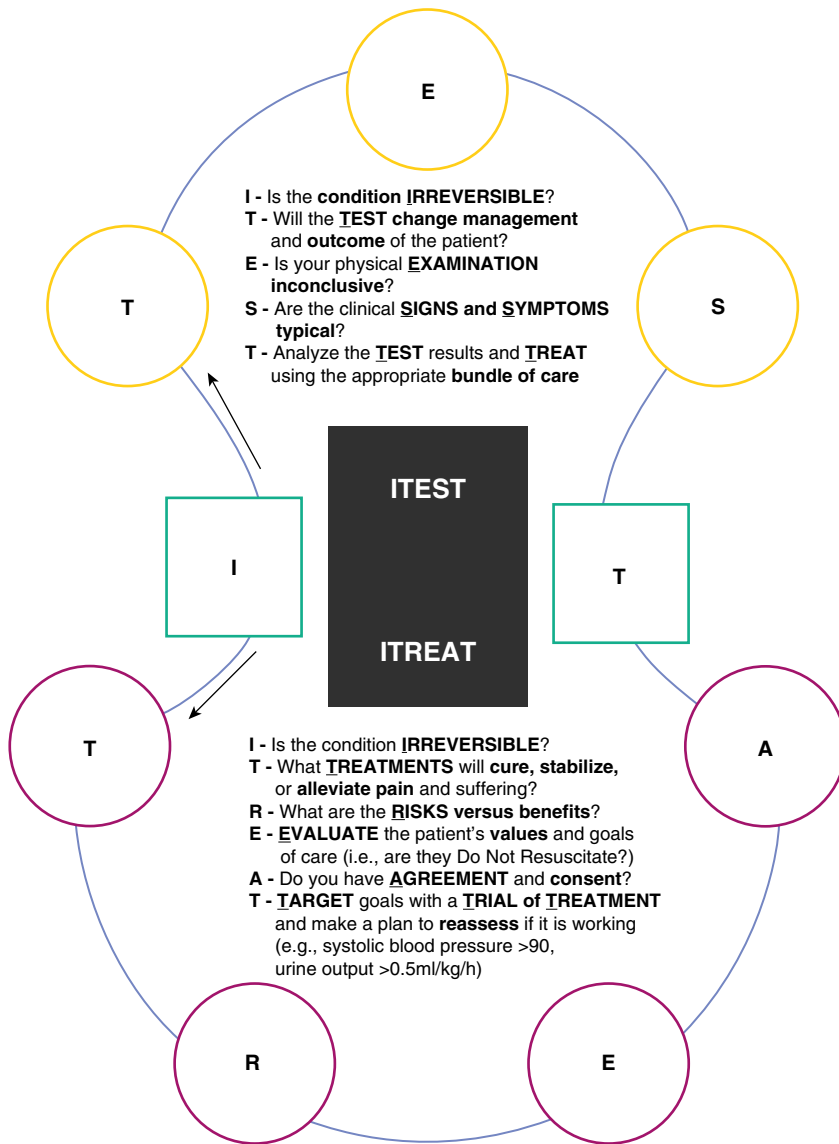 E
I - Is the condition IRREVERSIBLE?
T - Will the TEST change management
and outcome of the patient?
E - Is your physical EXAMINATION
inconclusive?
S - Are the clinical SIGNS and SYMPTOMS
typical?
T - Analyze the TEST results and TREAT
using the appropriate bundle of care
T
S
ITEST
I
T
ITREAT
T
A
I - Is the condition IRREVERSIBLE?
T - What TREATMENTS will cure, stabilize,
or alleviate pain and suffering?
R - What are the RISKS versus benefits?
E - EVALUATE the patient's values and goals
of care (i.e., are they Do Not Resuscitate?)
A - Do you have AGREEMENT and consent?
T - TARGET goals with a TRIAL of TREATMENT
and make a plan to reassess if it is working
(e.g., systolic blood pressure >90,
urine output >0.5ml/kg/h)
R
E